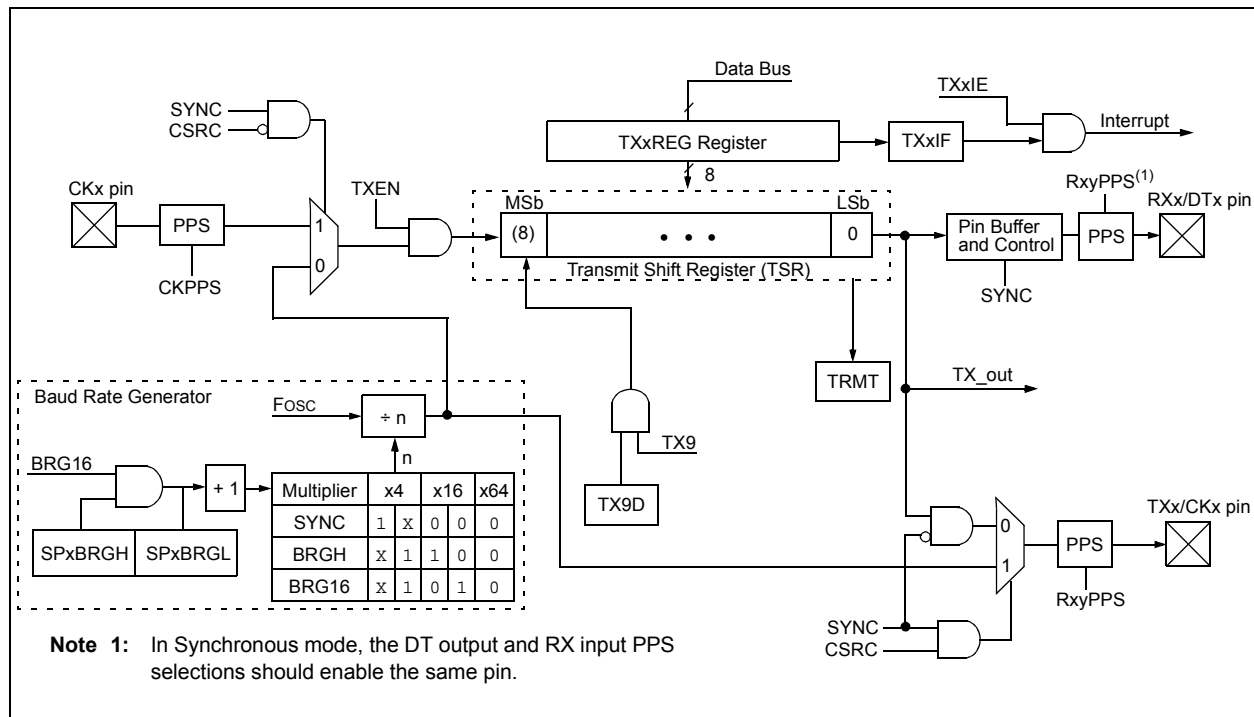 Data Bus
TXxIE
SYNC
CSRC
Interrupt
TXxREG Register
TXxIF
8
CKx pin
TXEN
RxyPPS(1)
MSb
LSb
RXx/DTx pin
PPS
1
(8)
• • •
0
Pin Buffer
and Control
PPS
0
Transmit Shift Register (TSR)
CKPPS
SYNC
TRMT
Baud Rate Generator
FOSC
÷ n
TX_out
n
TX9
BRG16
+ 1
Multiplier x4 x16 x64
TX9D
TXx/CKx pin
SYNC 1 X 0 0 0
0
PPS
SPxBRGH SPxBRGL
BRGH X 1 1 0 0
1
BRG16 X 1 0 1 0
RxyPPS
SYNC
CSRC
Note 1: In Synchronous mode, the DT output and RX input PPS
selections should enable the same pin.